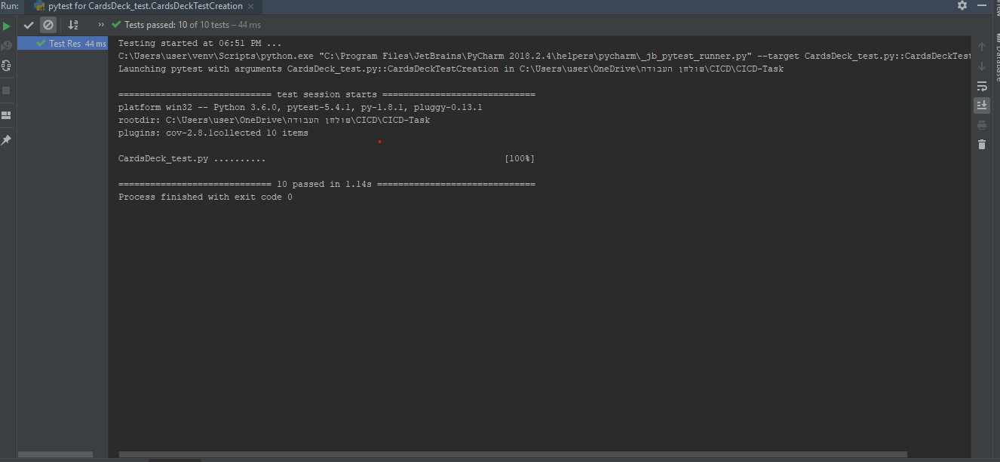 Run: pytest for CardsDeck_test.CardsDeckTestCreation
Tests passed: 10 of 10 tests – 44 ms
Test Res 44 ms
Testing started at 06:51 PM ...
C:\Users\user\venv\Scripts\python.exe "C:\Program Files\JetBrains\PyCharm 2018.2.4\helpers\pycharm\_jb_pytest_runner.py" --target CardsDeck_test.py::CardsDeckTest
Launching pytest with arguments CardsDeck_test.py::CardsDeckTestCreation in C:\Users\user\OneDrive\שולחן העבודה\CICD\CICD-Task
============================= test session starts =============================
platform win32 -- Python 3.6.0, pytest-5.4.1, py-1.8.1, pluggy-0.13.1
rootdir: C:\Users\user\OneDrive\שולחן העבודה\CICD\CICD-Task
plugins: cov-2.8.1collected 10 items
CardsDeck_test.py .......... [100%]
============================= 10 passed in 1.14s ==============================
Process finished with exit code 0
Database